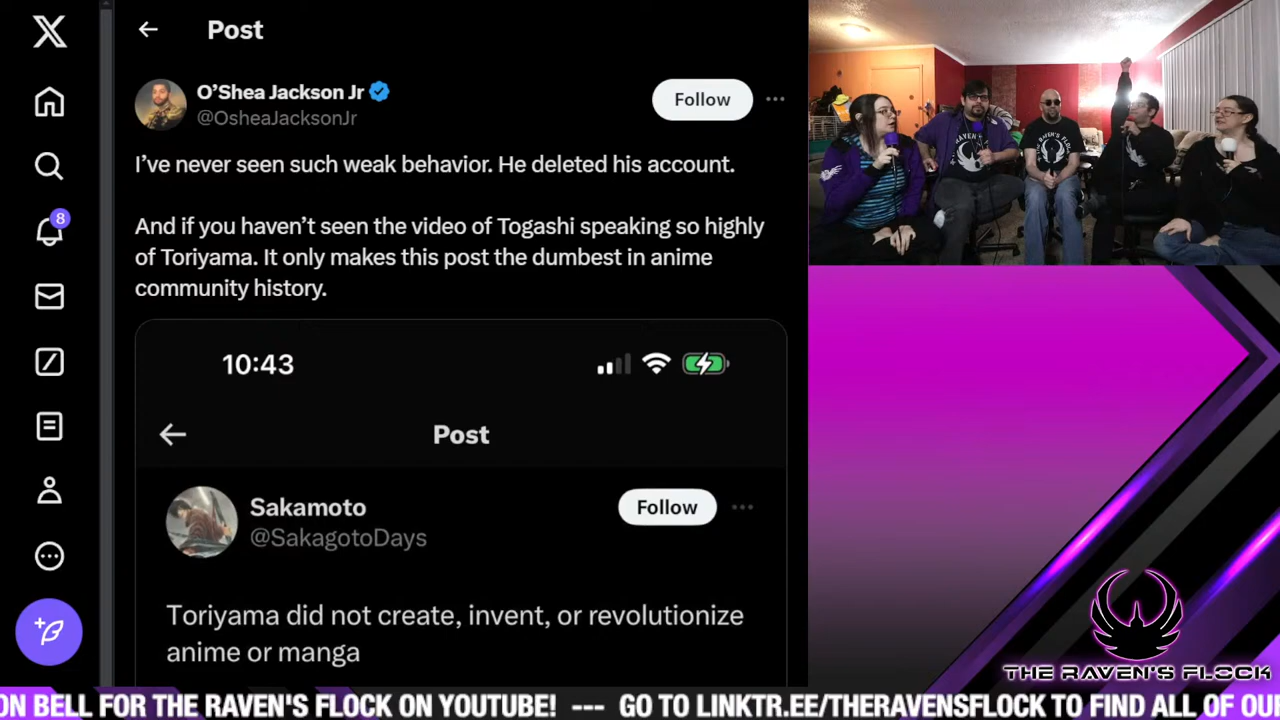 Post
O’Shea Jackson Jr
@OsheaJacksonJr
Follow
I’ve never seen such weak behavior. He deleted his account.
And if you haven’t seen the video of Togashi speaking so highly
of Toriyama. It only makes this post the dumbest in anime
community history.
8
10:43
Post
Sakamoto
@SakagotoDays
Follow
Toriyama did not create, invent, or revolutionize
anime or manga
THE RAVEN'S FLOCK
ON BELL FOR THE RAVEN'S FLOCK ON YOUTUBE! --- GO TO LINKTR.EE/THERAVENSFLOCK TO FIND ALL OF OU